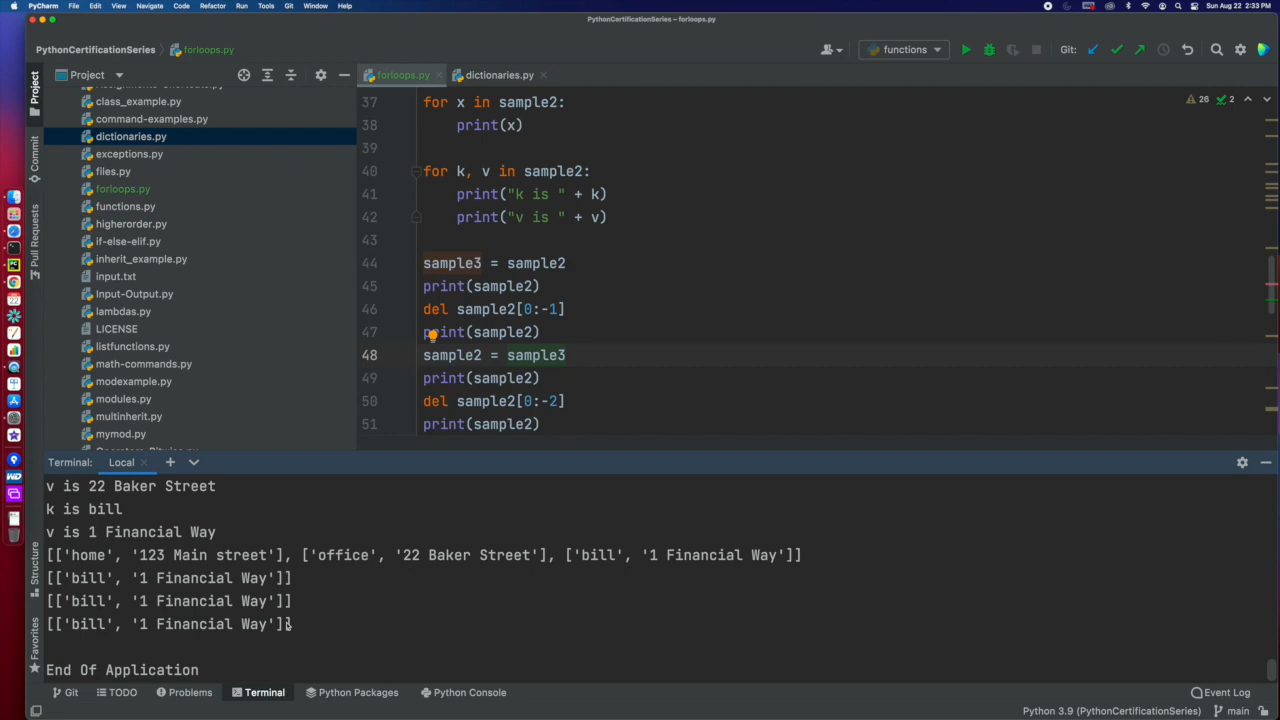 PyCharm File Edit View Navigate Code Refactor Run Tools Git Window Help Sun Aug 22 2:33 PM
PythonCertificationSeries – forloops.py
PythonCertificationSeries forloops.py functions Git:
Project forloops.py dictionaries.py
class_example.py
command-examples.py
dictionaries.py
exceptions.py
files.py
forloops.py
functions.py
higherorder.py
if-else-elif.py
inherit_example.py
input.txt
Input-Output.py
lambdas.py
LICENSE
listfunctions.py
math-commands.py
modexample.py
modules.py
multinherit.py
mymod.py
Project
Commit
Pull Requests
Structure
Favorites
26 2
37 for x in sample2:
38 print(x)
39
40 for k, v in sample2:
41 print("k is " + k)
42 print("v is " + v)
43
44 sample3 = sample2
45 print(sample2)
46 del sample2[0:-1]
47 print(sample2)
48 sample2 = sample3
49 print(sample2)
50 del sample2[0:-2]
51 print(sample2)
Terminal: Local
v is 22 Baker Street
k is bill
v is 1 Financial Way
[['home', '123 Main street'], ['office', '22 Baker Street'], ['bill', '1 Financial Way']]
[['bill', '1 Financial Way']]
[['bill', '1 Financial Way']]
[['bill', '1 Financial Way']]
End Of Application
Git TODO Problems Terminal Python Packages Python Console Event Log
Python 3.9 (PythonCertificationSeries) main